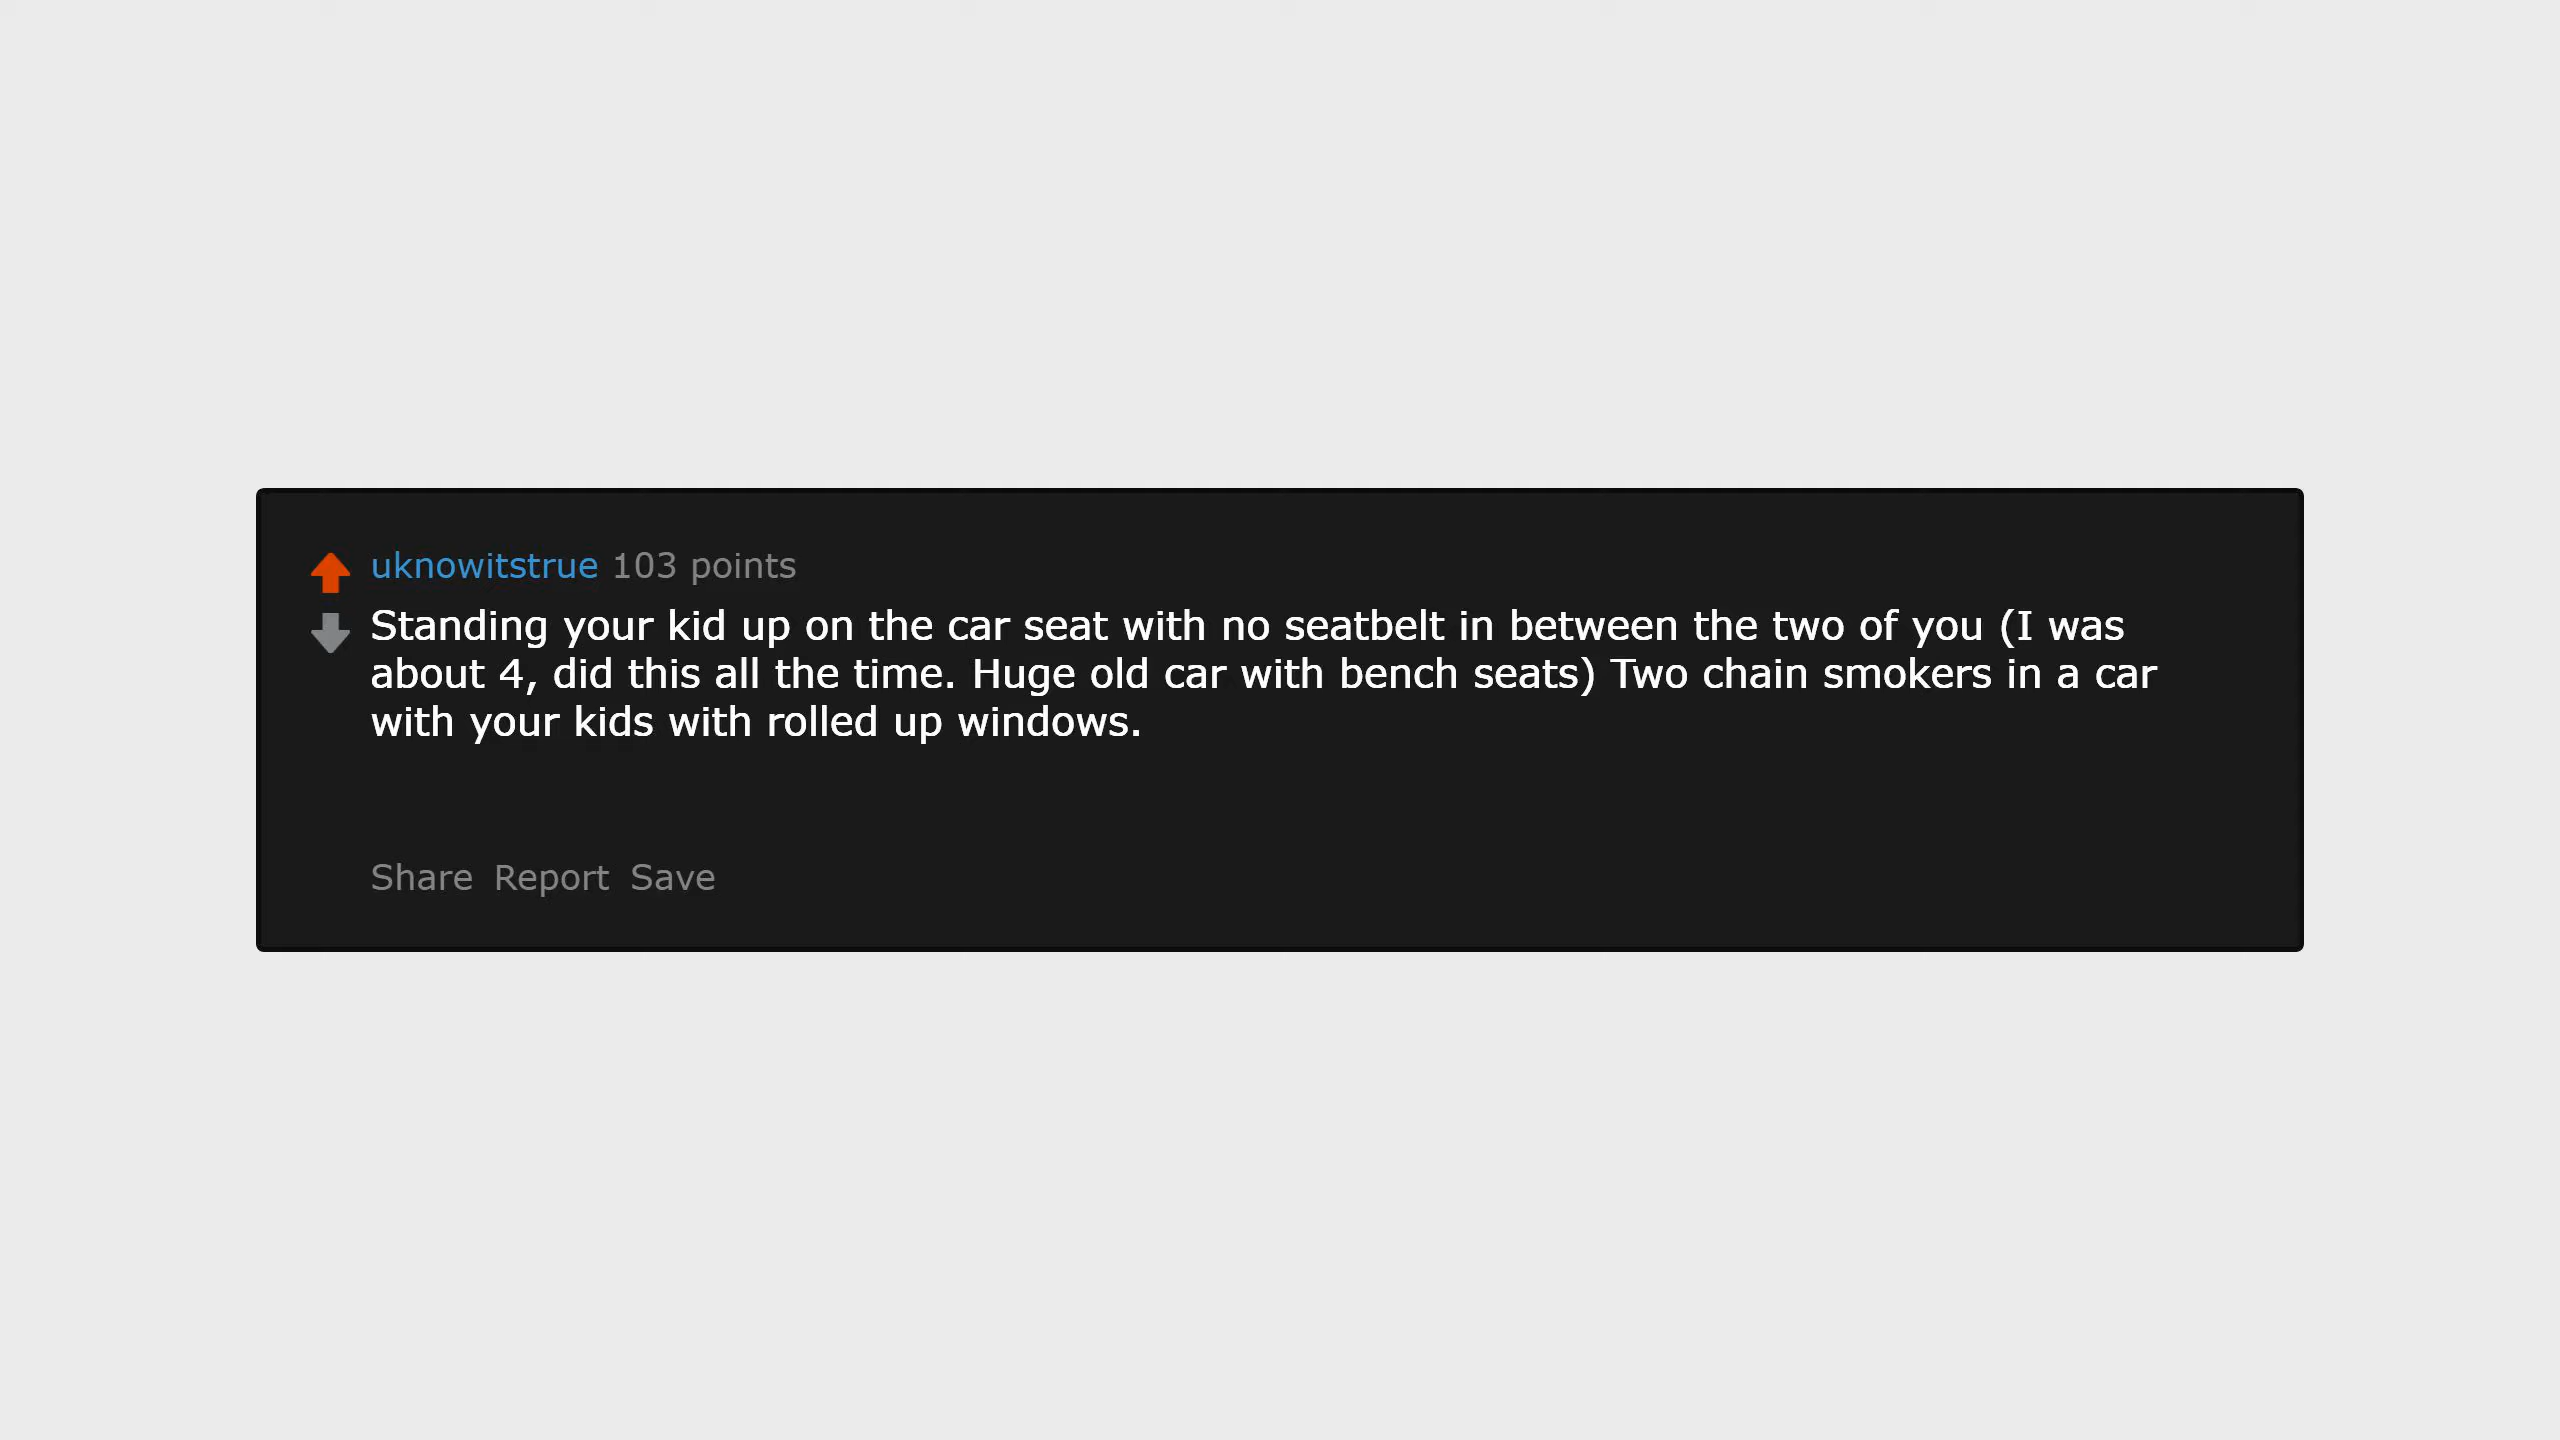 uknowitstrue 103 points
Standing your kid up on the car seat with no seatbelt in between the two of you (I was
about 4, did this all the time. Huge old car with bench seats) Two chain smokers in a car
with your kids with rolled up windows.
Share Report Save